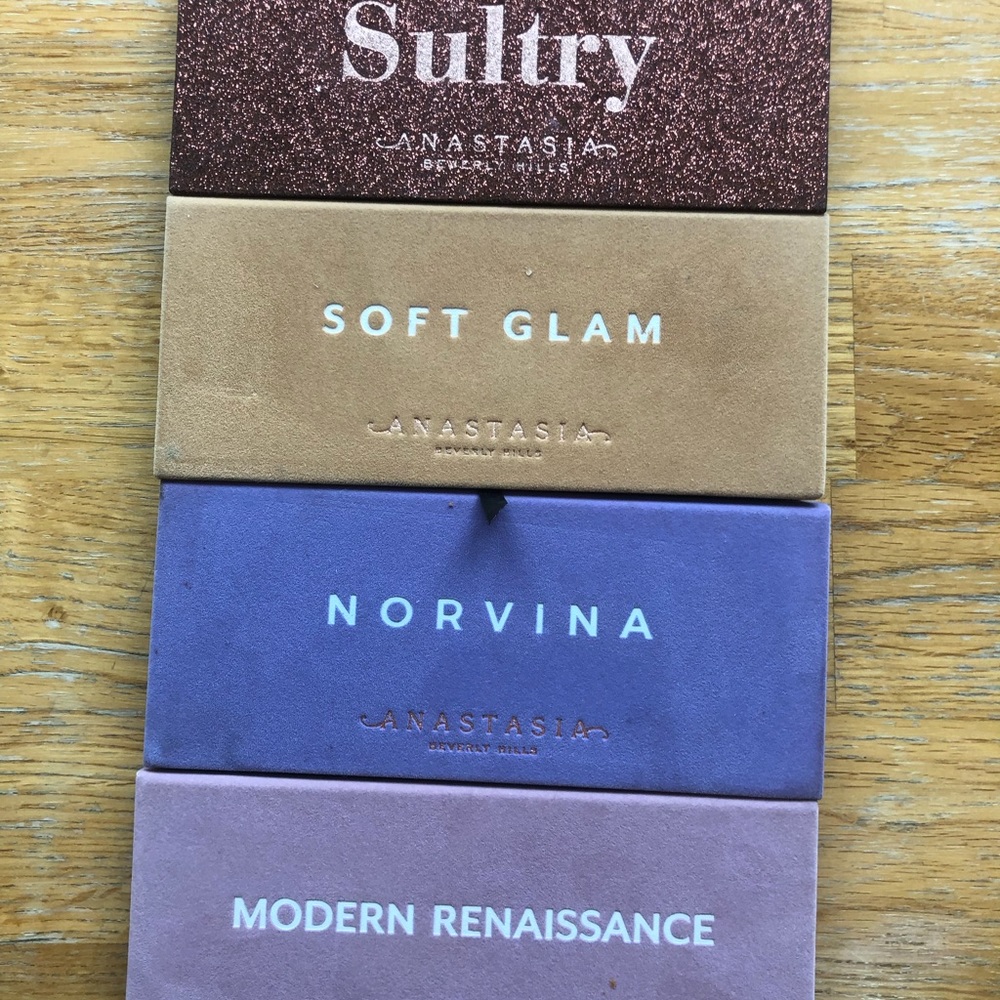 Sultry
ANASTASIA
BEVERLY HILLS
SOFT GLAM
ANASTASIA
BEVERLY HILLS
NORVINA
ANASTASIA
BEVERLY HILLS
MODERN RENAISSANCE